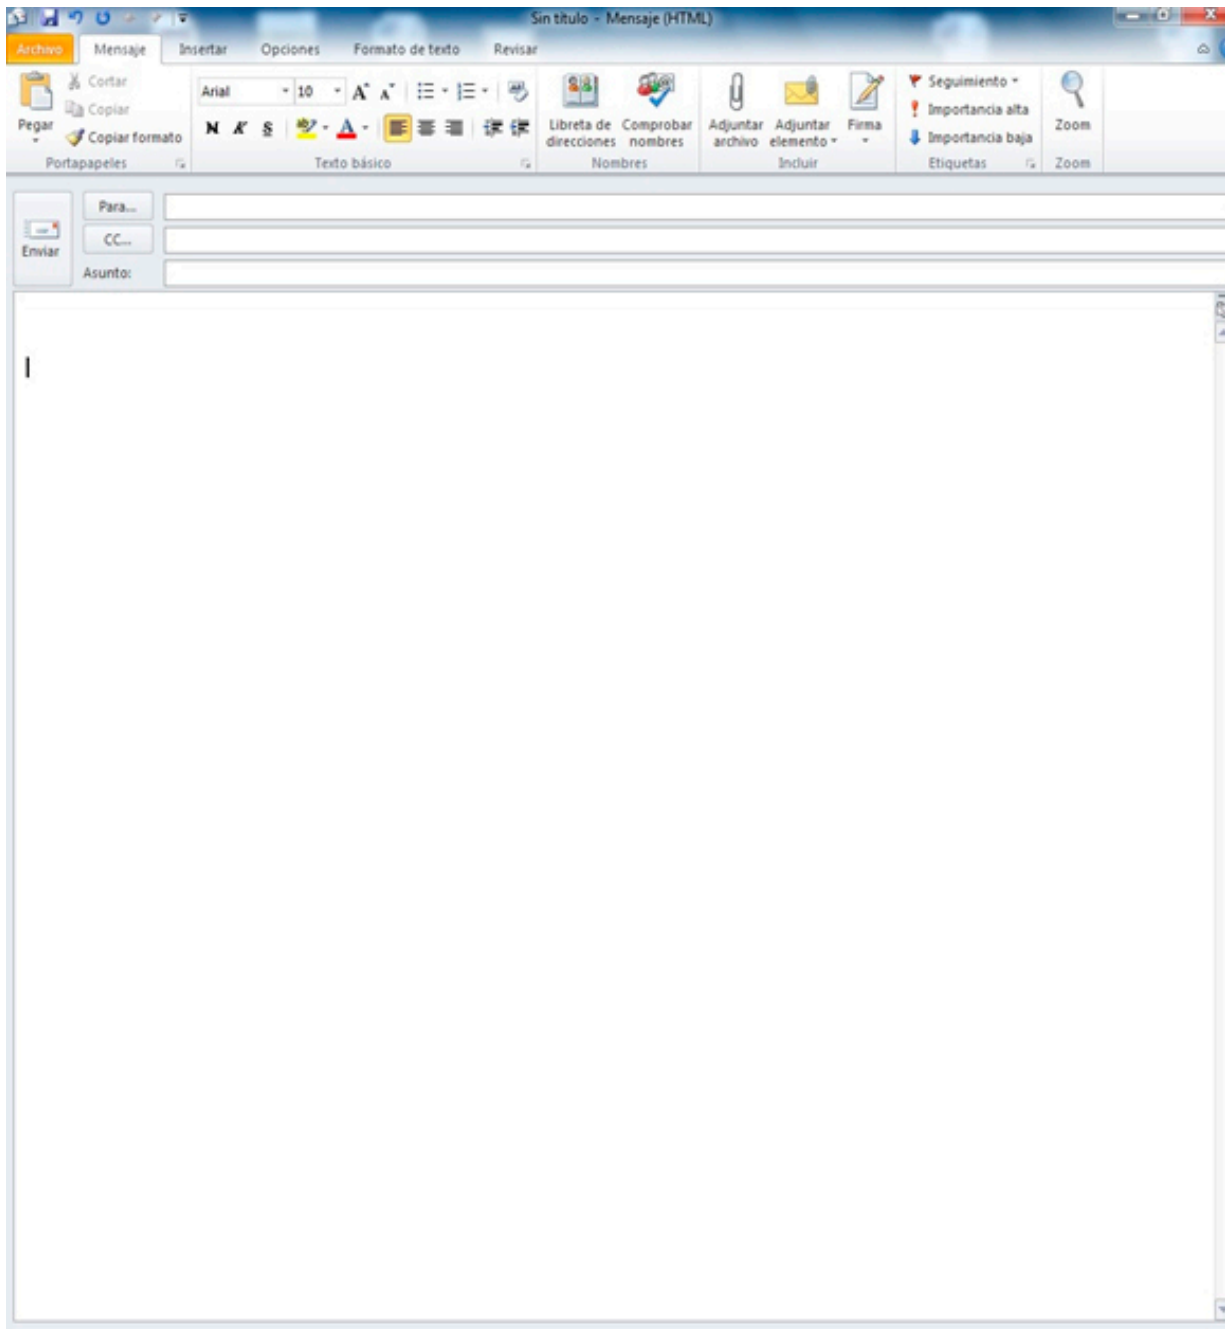 Sin título - Mensaje (HTML)
Archivo Mensaje Insertar Opciones Formato de texto Revisar
Pegar
Cortar
Copiar
Copiar formato
Portapapeles
Arial 10
N K S
Texto básico
Libreta de direcciones
Comprobar nombres
Nombres
Adjuntar archivo
Adjuntar elemento
Firma
Incluir
Seguimiento
Importancia alta
Importancia baja
Etiquetas
Zoom
Zoom
Enviar
Para...
CC...
Asunto: